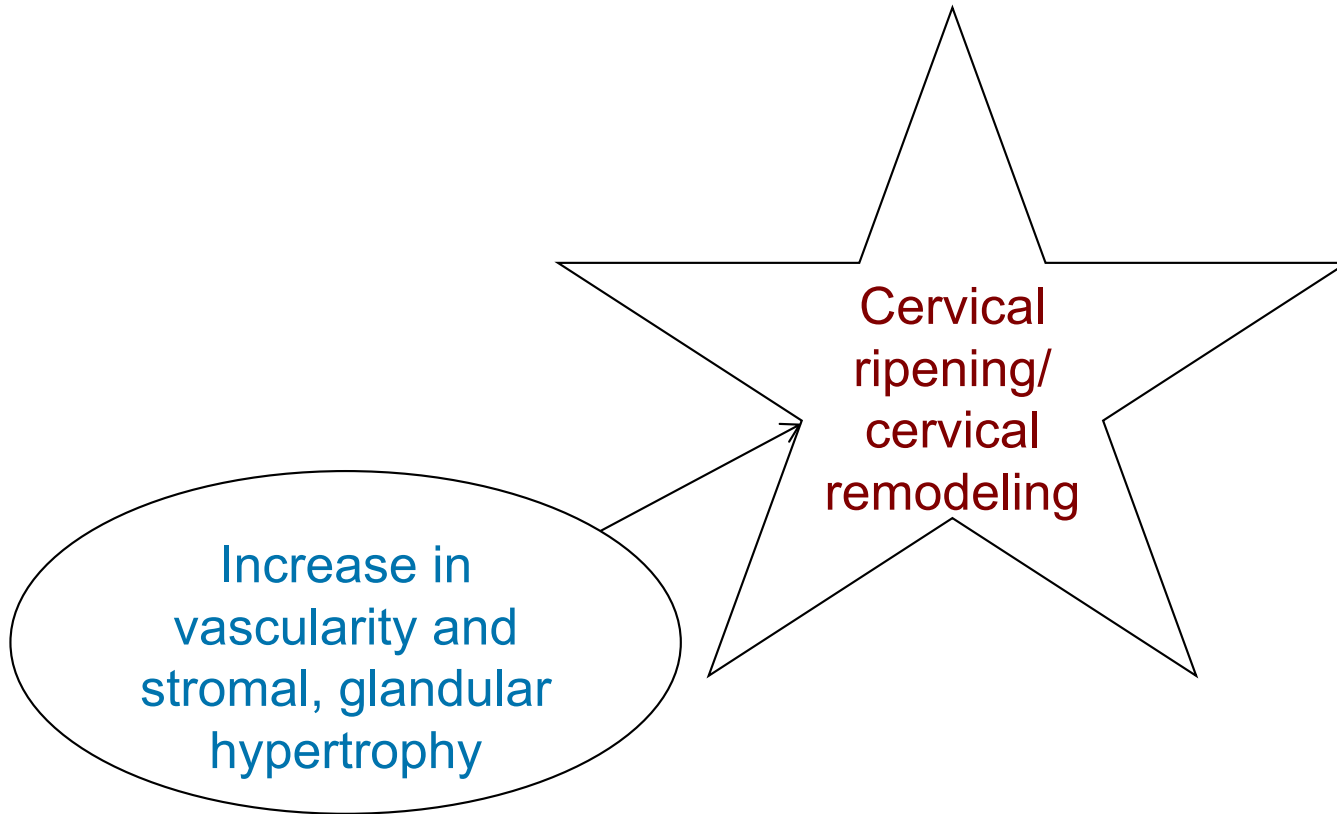 Cervical
ripening/
cervical
remodeling
Increase in
vascularity and
stromal, glandular
hypertrophy